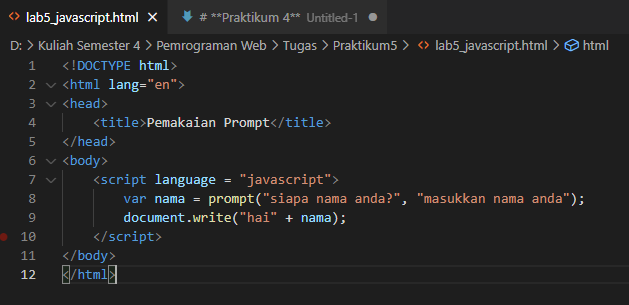 lab5_javascript.html
# **Praktikum 4** Untitled-1
D: > Kuliah Semester 4 > Pemrograman Web > Tugas > Praktikum5 > lab5_javascript.html > html
1 <!DOCTYPE html>
2 <html lang="en">
3 <head>
4 <title>Pemakaian Prompt</title>
5 </head>
6 <body>
7 <script language = "javascript">
8 var nama = prompt("siapa nama anda?", "masukkan nama anda");
9 document.write("hai" + nama);
10 </script>
11 </body>
12 </html>